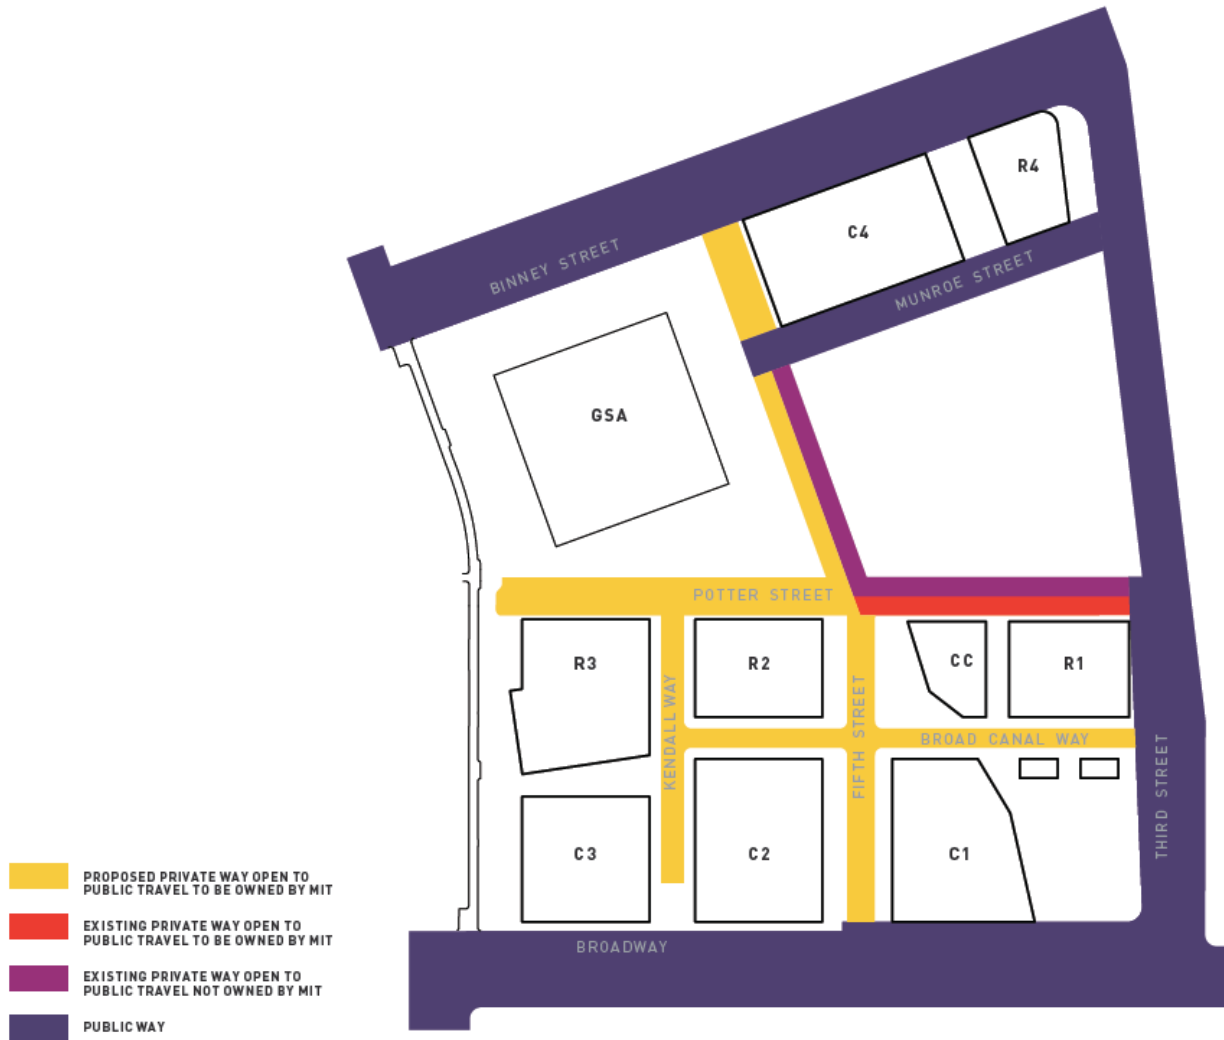 R4
C4
BINNEY STREET
MUNROE STREET
GSA
POTTER STREET
R3
R2
CC
R1
KENDALL WAY
FIFTH STREET
BROAD CANAL WAY
THIRD STREET
C3
C2
C1
BROADWAY
PROPOSED PRIVATE WAY OPEN TO
PUBLIC TRAVEL TO BE OWNED BY MIT
EXISTING PRIVATE WAY OPEN TO
PUBLIC TRAVEL TO BE OWNED BY MIT
EXISTING PRIVATE WAY OPEN TO
PUBLIC TRAVEL NOT OWNED BY MIT
PUBLIC WAY